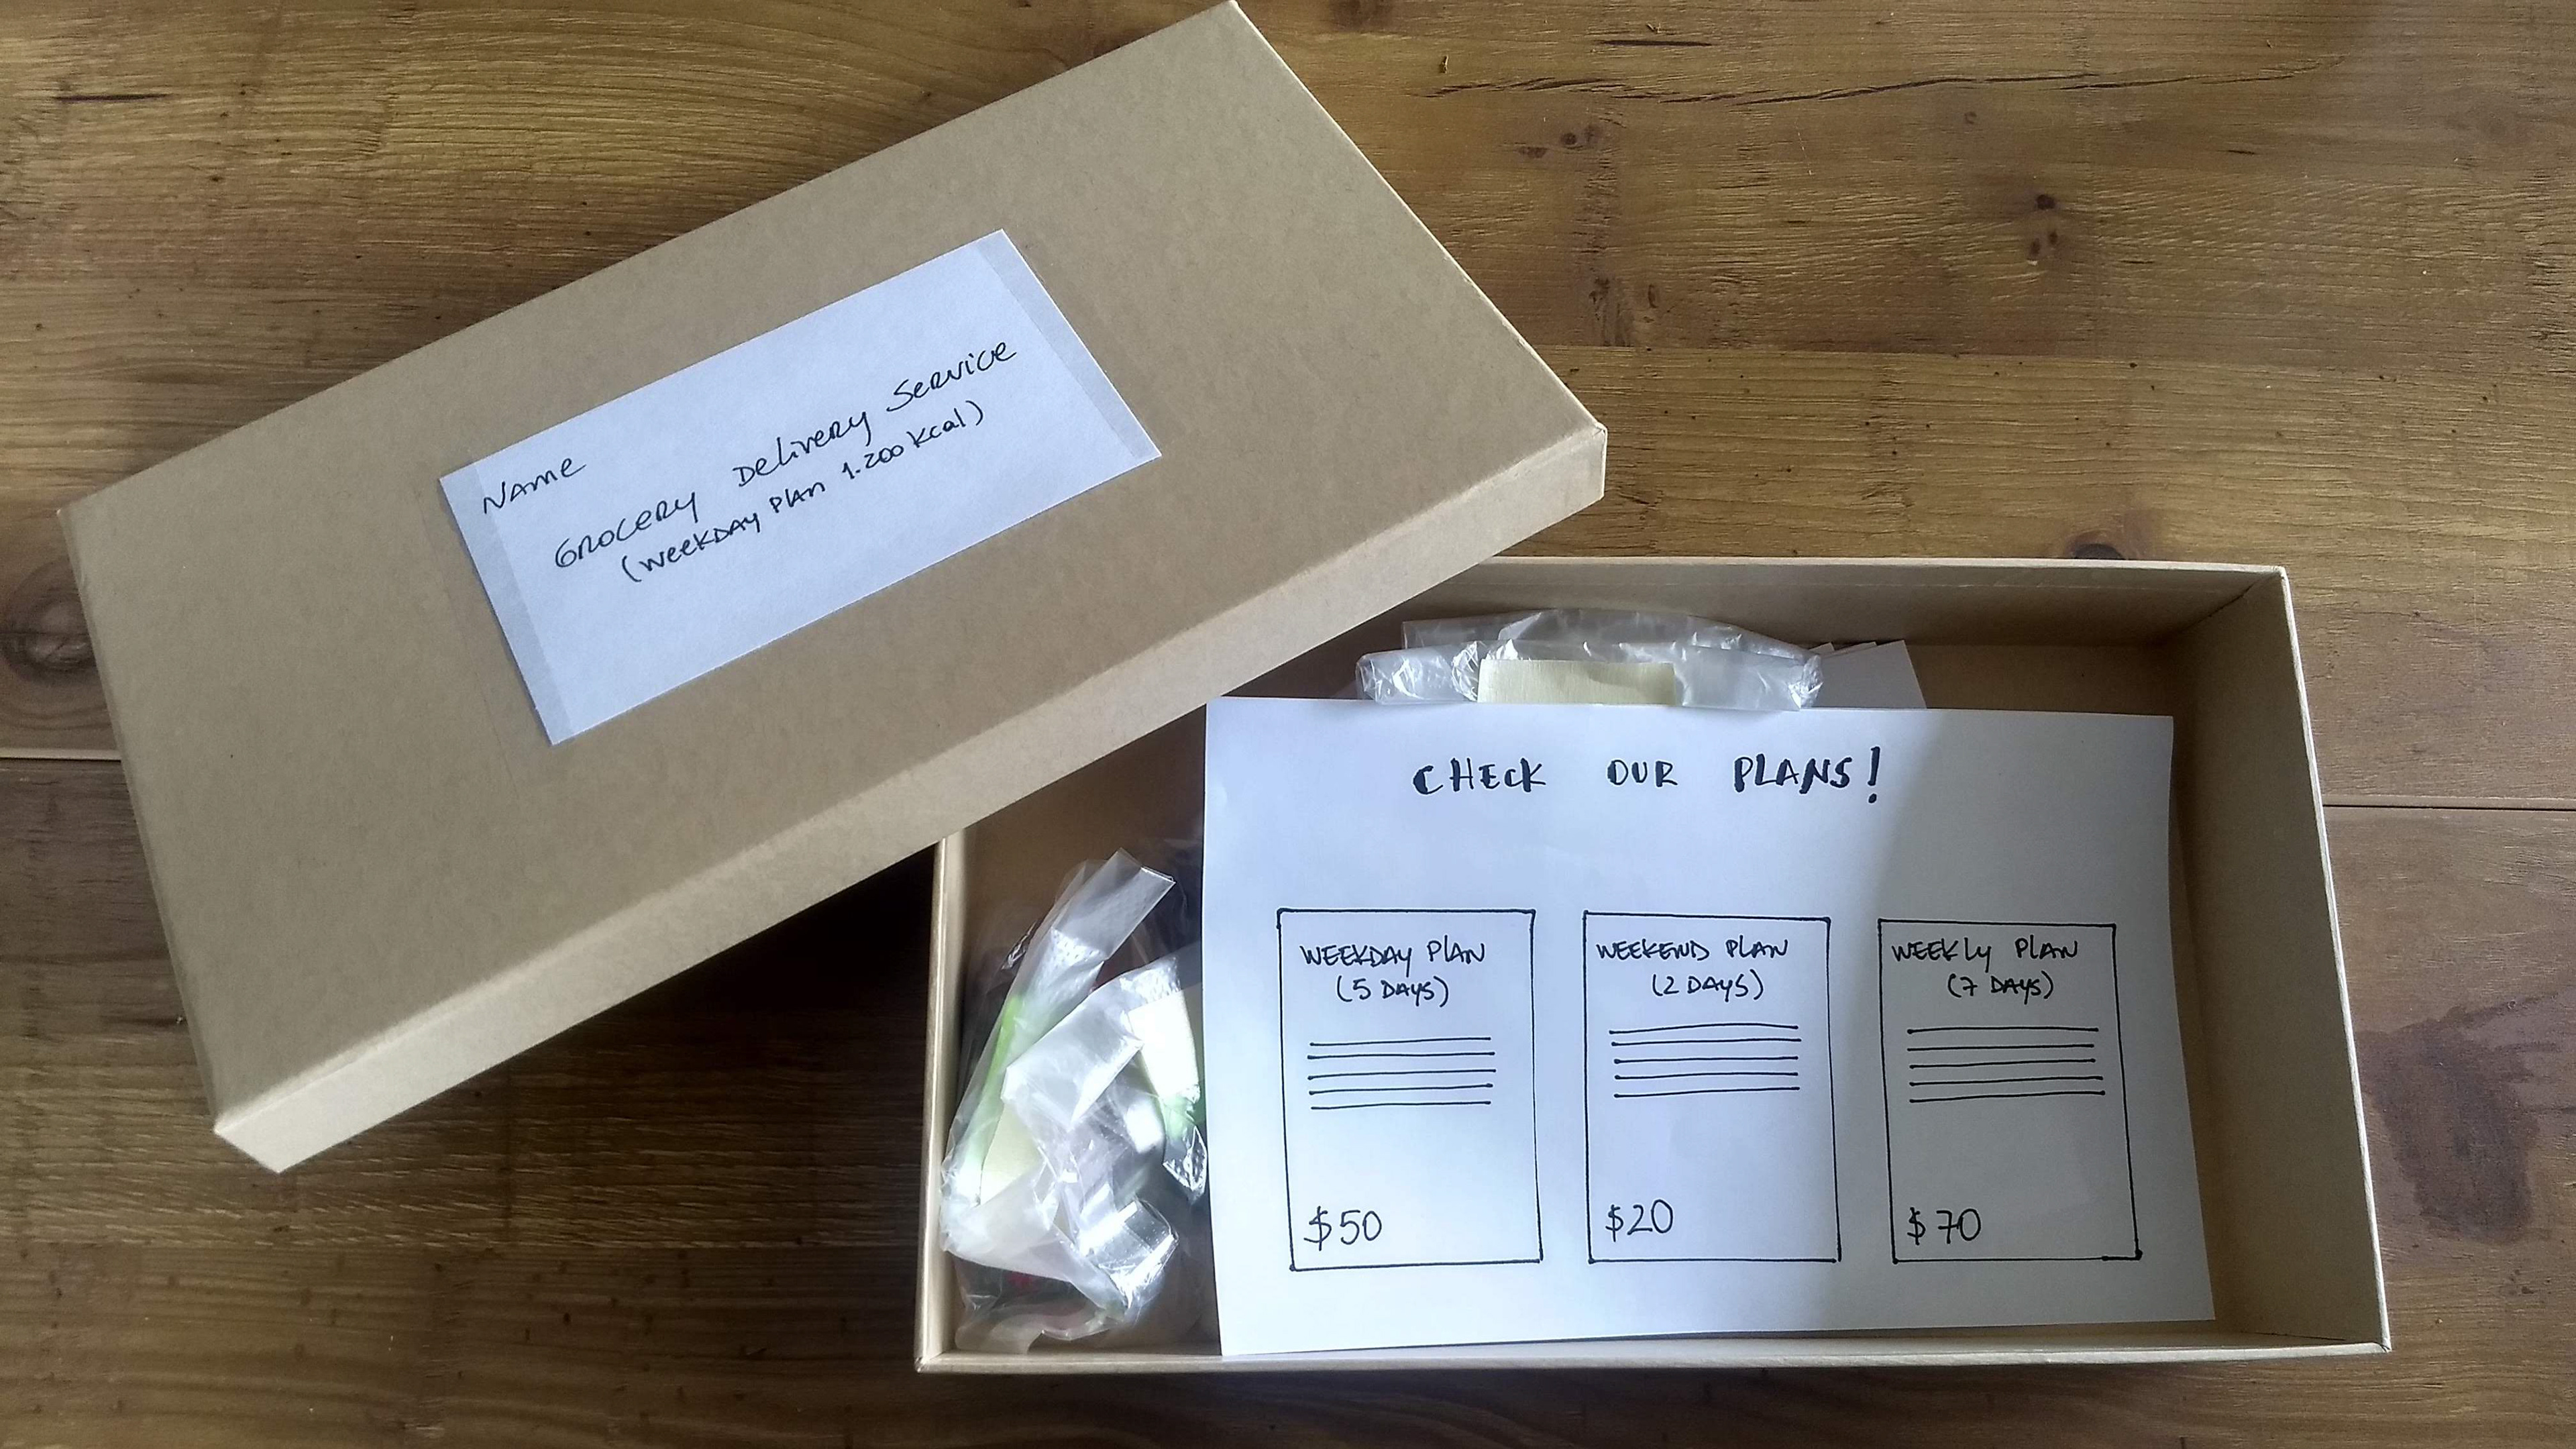 Name
Grocery Delivery Service
(Weekday Plan 1.200 Kcal)
CHECK OUR PLANS!
WEEKDAY PLAN
(5 DAYS)
$50
WEEKEND PLAN
(2 DAYS)
$20
WEEKLY PLAN
(7 DAYS)
$70